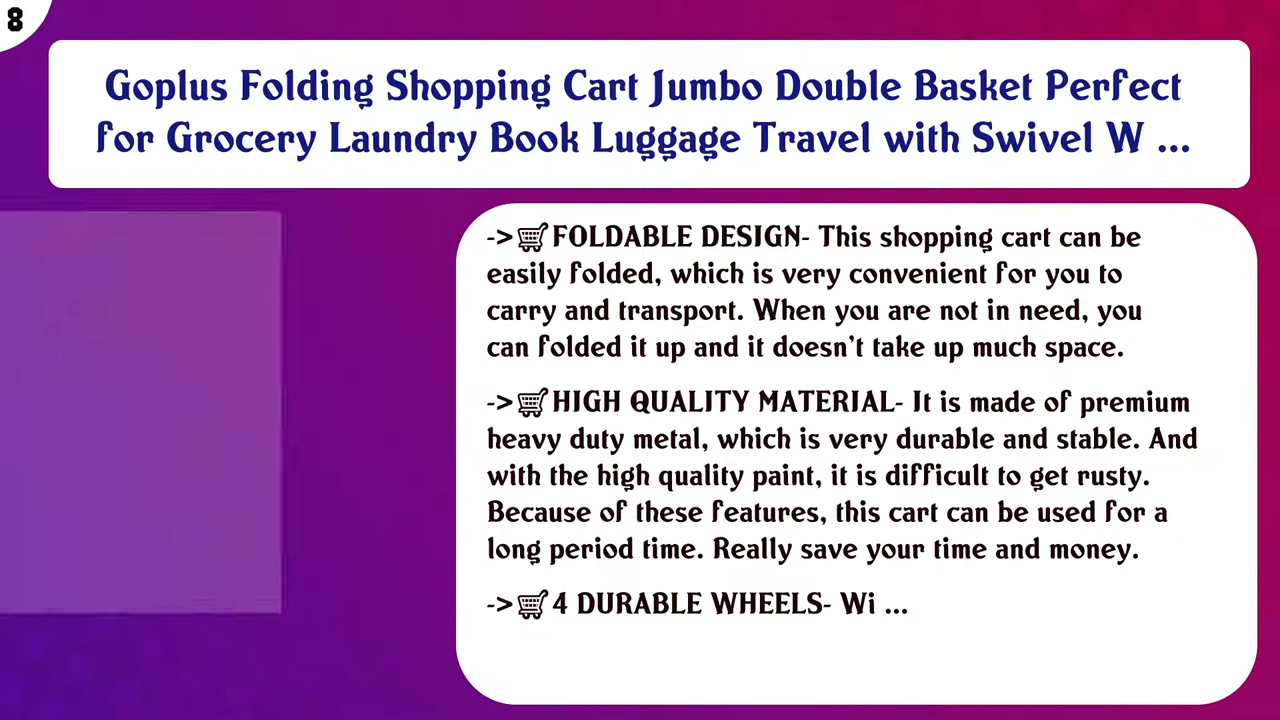 8
Goplus Folding Shopping Cart Jumbo Double Basket Perfect
for Grocery Laundry Book Luggage Travel with Swivel W ...
->🛒FOLDABLE DESIGN- This shopping cart can be
easily folded, which is very convenient for you to
carry and transport. When you are not in need, you
can folded it up and it doesn't take up much space.
->🛒HIGH QUALITY MATERIAL- It is made of premium
heavy duty metal, which is very durable and stable. And
with the high quality paint, it is difficult to get rusty.
Because of these features, this cart can be used for a
long period time. Really save your time and money.
->🛒4 DURABLE WHEELS- Wi ...